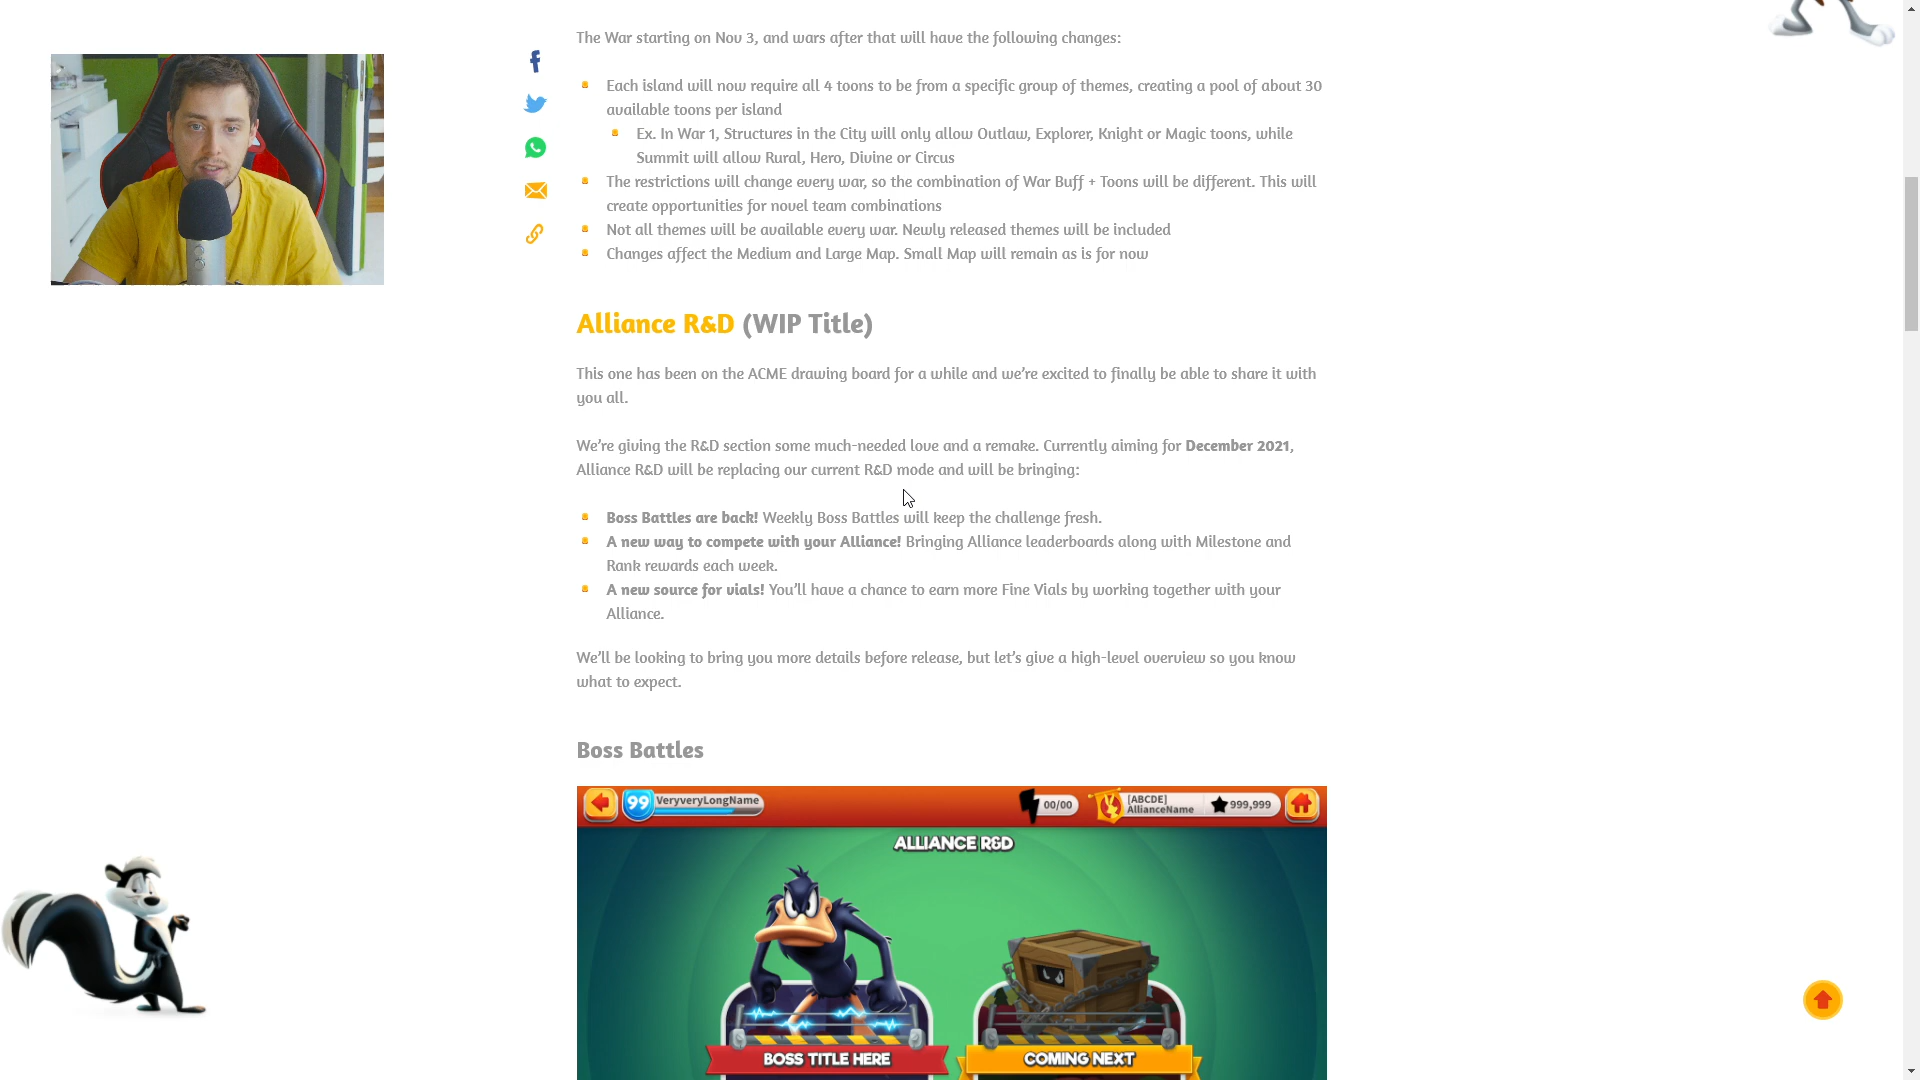 The War starting on Nov 3, and wars after that will have the following changes:
Each island will now require all 4 toons to be from a specific group of themes, creating a pool of about 30
available toons per island
Ex. In War 1, Structures in the City will only allow Outlaw, Explorer, Knight or Magic toons, while
Summit will allow Rural, Hero, Divine or Circus
The restrictions will change every war, so the combination of War Buff + Toons will be different. This will
create opportunities for novel team combinations
Not all themes will be available every war. Newly released themes will be included
Changes affect the Medium and Large Map. Small Map will remain as is for now
Alliance R&D (WIP Title)
This one has been on the ACME drawing board for a while and we're excited to finally be able to share it with
you all.
We're giving the R&D section some much-needed love and a remake. Currently aiming for December 2021,
Alliance R&D will be replacing our current R&D mode and will be bringing:
Boss Battles are back! Weekly Boss Battles will keep the challenge fresh.
A new way to compete with your Alliance! Bringing Alliance leaderboards along with Milestone and
Rank rewards each week.
A new source for vials! You'll have a chance to earn more Fine Vials by working together with your
Alliance.
We'll be looking to bring you more details before release, but let's give a high-level overview so you know
what to expect.
Boss Battles
99 VeryveryLongName 00/00 [ABCDE] AllianceName 999,999
ALLIANCE R&D
BOSS TITLE HERE COMING NEXT